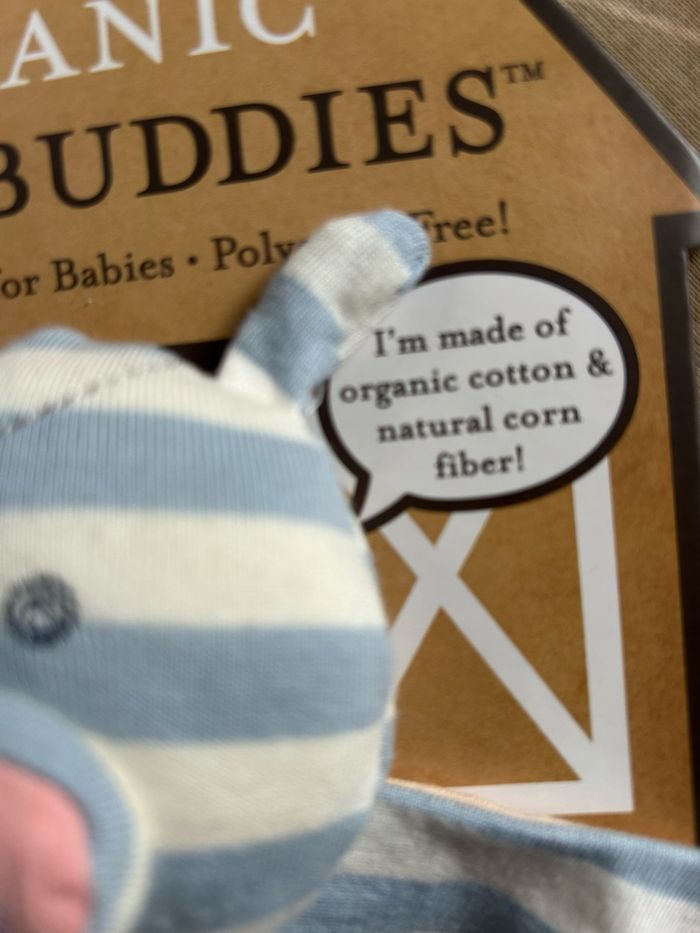 ANIC
BUDDIES™
for Babies • Poly Free!
I'm made of
organic cotton &
natural corn
fiber!